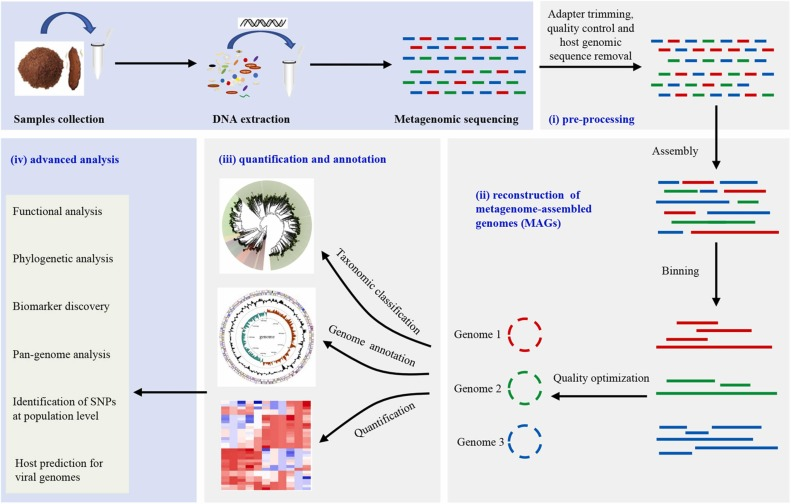 Samples collection
DNA extraction
Metagenomic sequencing
Adapter trimming,
quality control and
host genomic
sequence removal
(i) pre-processing
Assembly
(ii) reconstruction of
metagenome-assembled
genomes (MAGs)
Binning
Genome 1
Genome 2
Genome 3
Quality optimization
(iii) quantification and annotation
Taxonomic classification
Genome annotation
Quantification
(iv) advanced analysis
Functional analysis
Phylogenetic analysis
Biomarker discovery
Pan-genome analysis
Identification of SNPs
at population level
Host prediction for
viral genomes